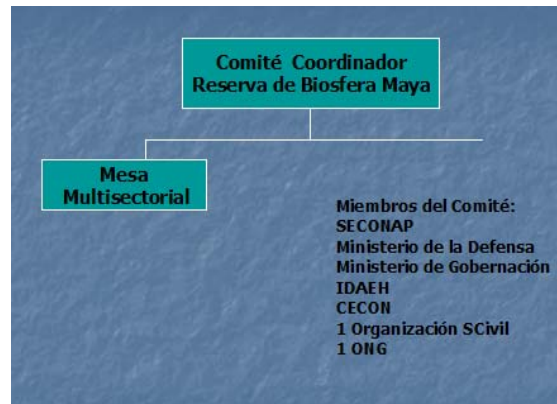 Comité Coordinador
Reserva de Biosfera Maya
Mesa
Multisectorial
Miembros del Comité:
SECONAP
Ministerio de la Defensa
Ministerio de Gobernación
IDAEH
CECON
1 Organización SCivil
1 ONG